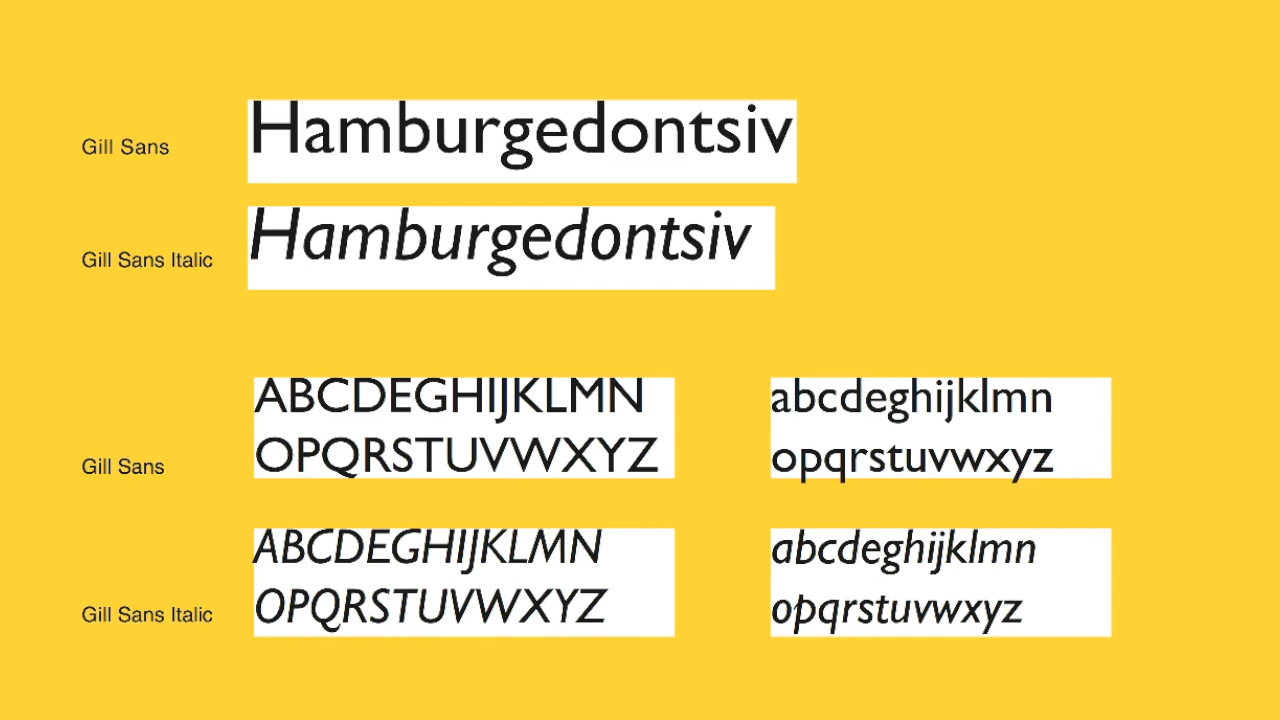 Gill Sans
Hamburgedontsiv
Gill Sans Italic
Hamburgedontsiv
Gill Sans
ABCDEGHIJKLMN
OPQRSTUVWXYZ
abcdeghijklmn
opqrstuvwxyz
Gill Sans Italic
ABCDEGHIJKLMN
OPQRSTUVWXYZ
abcdeghijklmn
opqrstuvwxyz